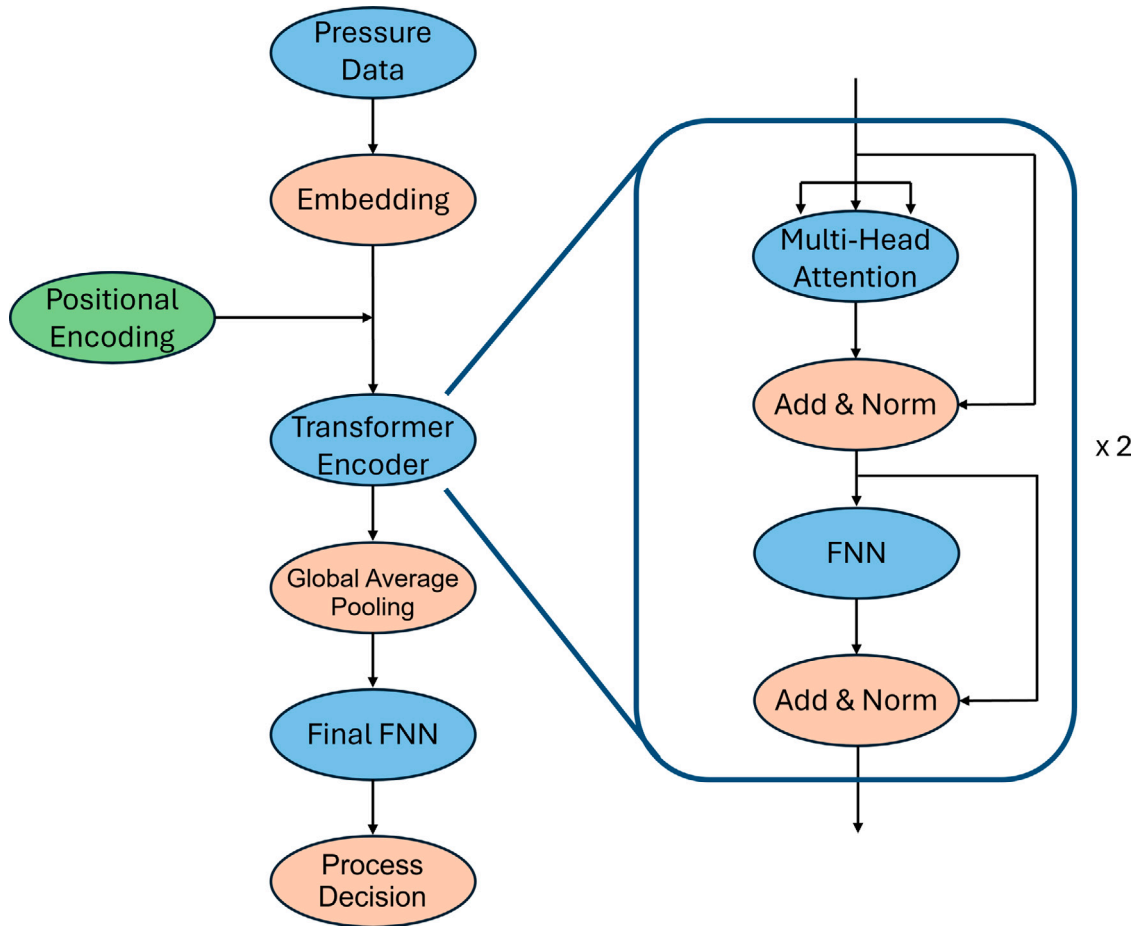 Pressure
Data
Embedding
Positional
Encoding
Transformer
Encoder
Global Average
Pooling
Final FNN
Process
Decision
Multi-Head
Attention
Add & Norm
FNN
Add & Norm
x 2